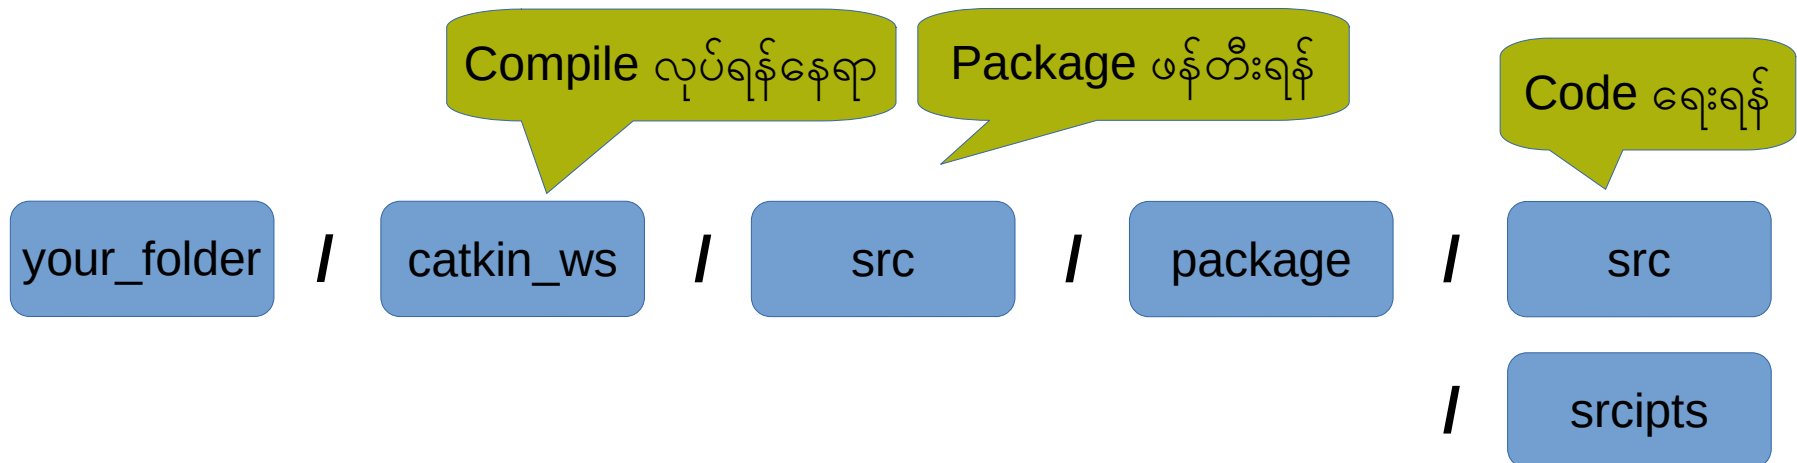 Compile လုပ်ရန်နေရာ
Package ဖန်တီးရန်
Code ရေးရန်
your_folder / catkin_ws / src / package / src
/ srcipts